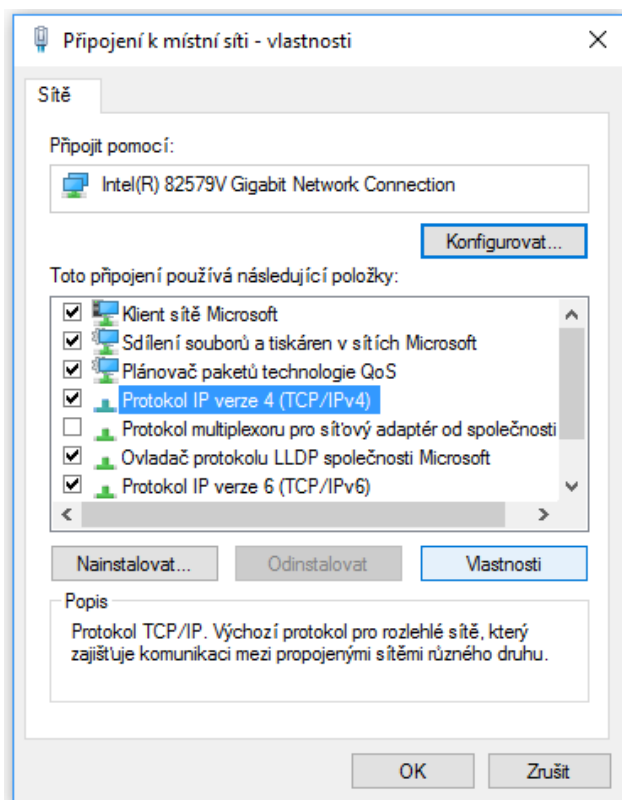 Připojení k místní síti - vlastnosti
Sítě
Připojit pomocí:
Intel(R) 82579V Gigabit Network Connection
Konfigurovat...
Toto připojení používá následující položky:
Klient sítě Microsoft
Sdílení souborů a tiskáren v sítích Microsoft
Plánovač paketů technologie QoS
Protokol IP verze 4 (TCP/IPv4)
Protokol multiplexoru pro síťový adaptér od společnosti
Ovladač protokolu LLDP společnosti Microsoft
Protokol IP verze 6 (TCP/IPv6)
Nainstalovat...
Odinstalovat
Vlastnosti
Popis
Protokol TCP/IP. Výchozí protokol pro rozlehlé sítě, který
zajišťuje komunikaci mezi propojenými sítěmi různého druhu.
OK
Zrušit